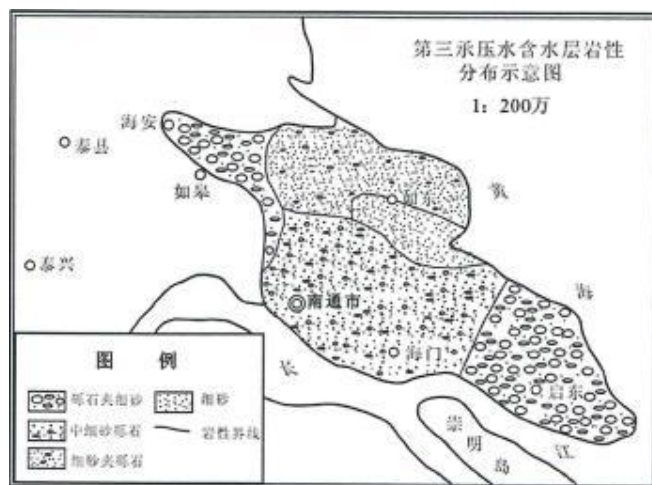 第三承压水含水层岩性
分布示意图
1：200万
海安
泰县
如皋
如东
黄
泰兴
海
南通市
海门
长
启东
江
崇明岛
图 例
砾石夹细砂
细砂
中细砂砾石
岩性界线
细砂夹砾石